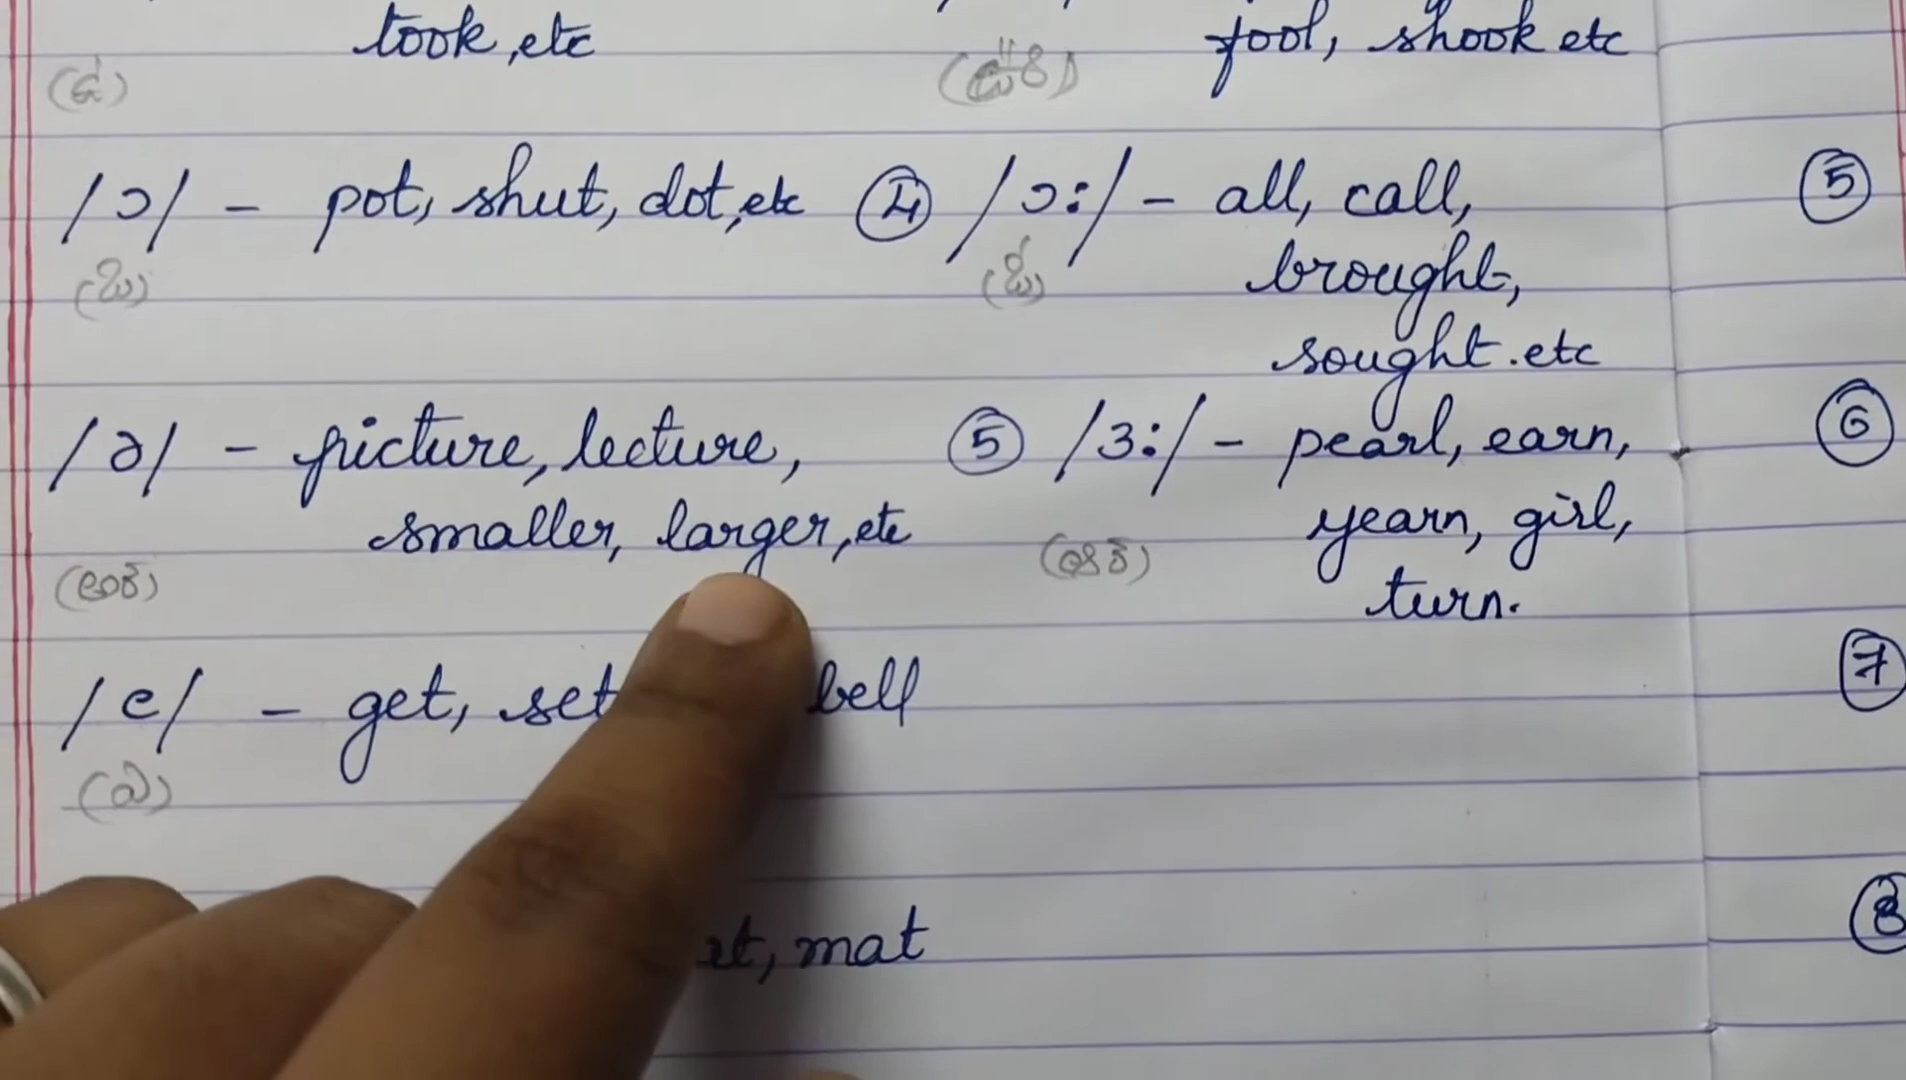 took, etc
fool, shook etc
/ɔ/ - pot, shut, dot, etc
④ /ɔ:/ - all, call,
brought,
sought. etc
⑤
/ə/ - picture, lecture,
smaller, larger, etc
⑤ /3:/ - pearl, earn,
yearn, girl,
turn.
⑥
/e/ - get, set bell
⑦
mat
⑧